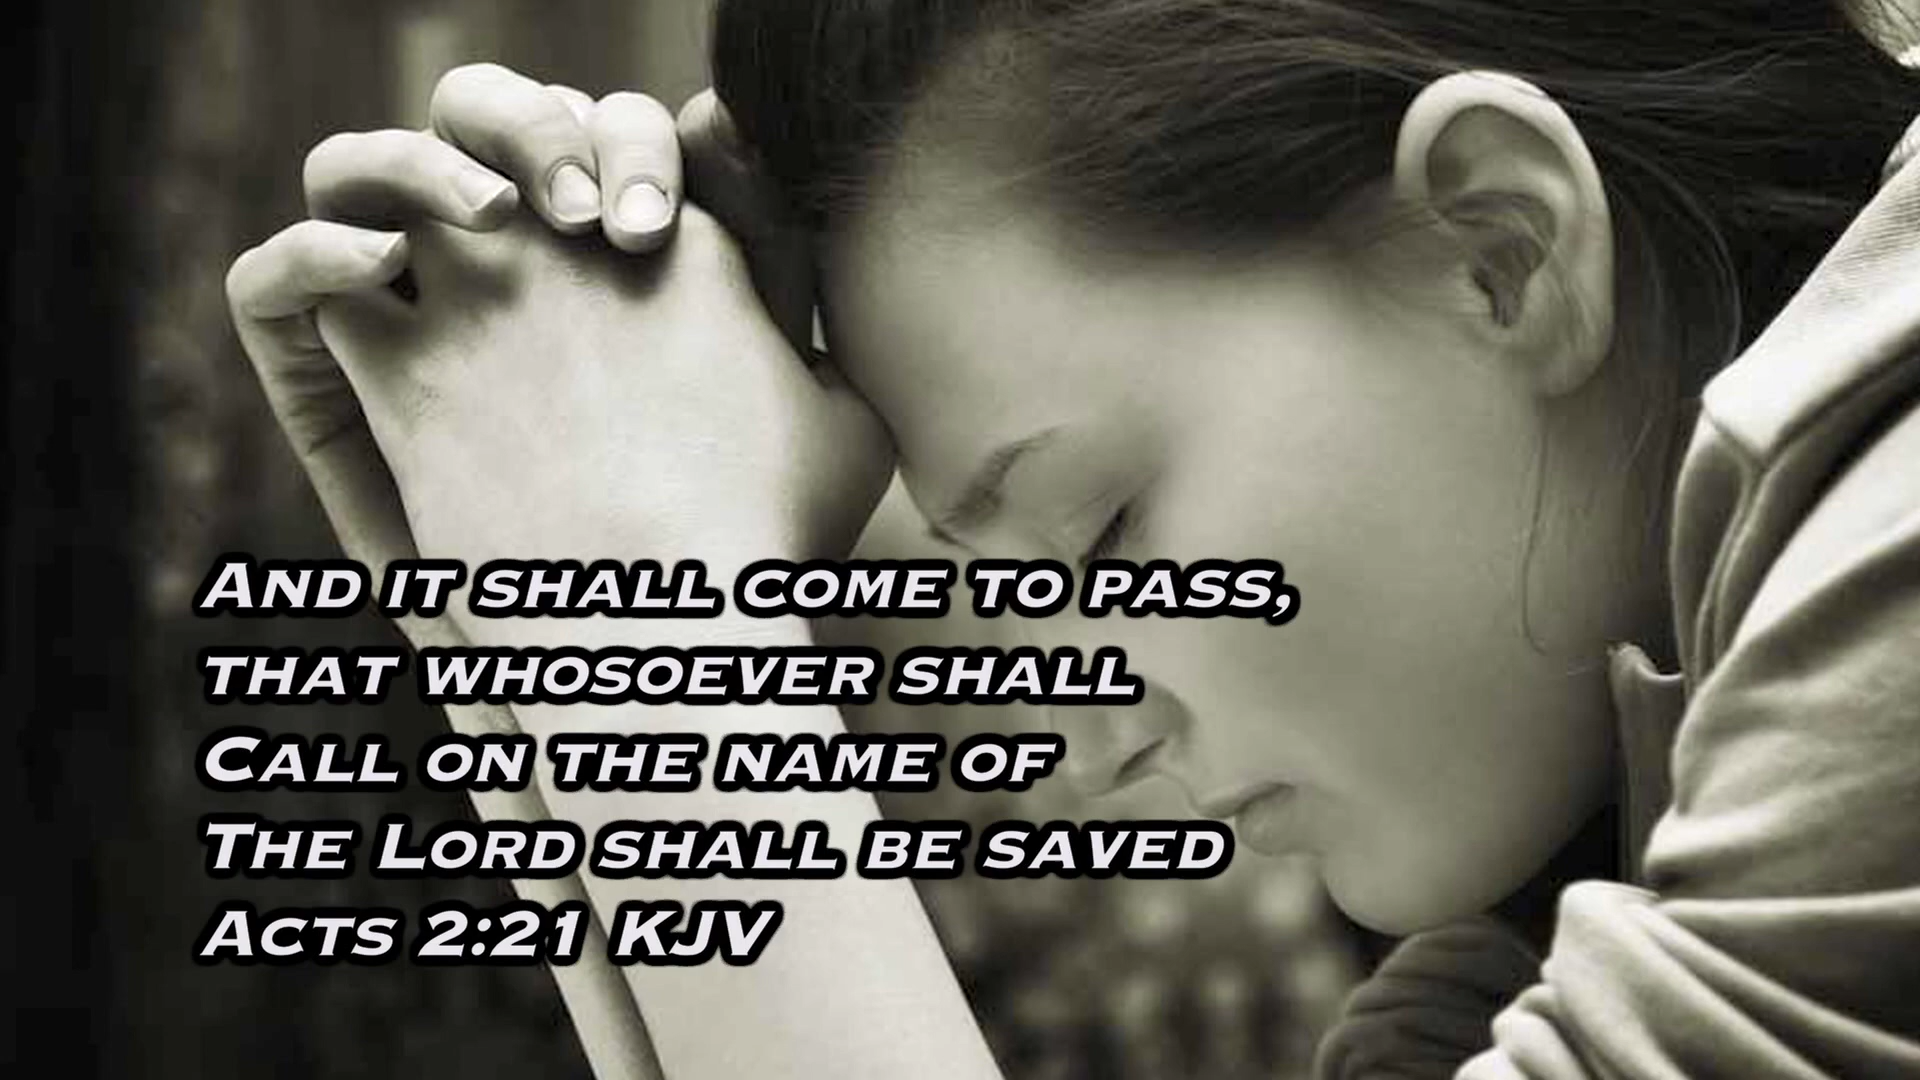 And it shall come to pass,
that whosoever shall
Call on the name of
The Lord shall be saved
Acts 2:21 KJV